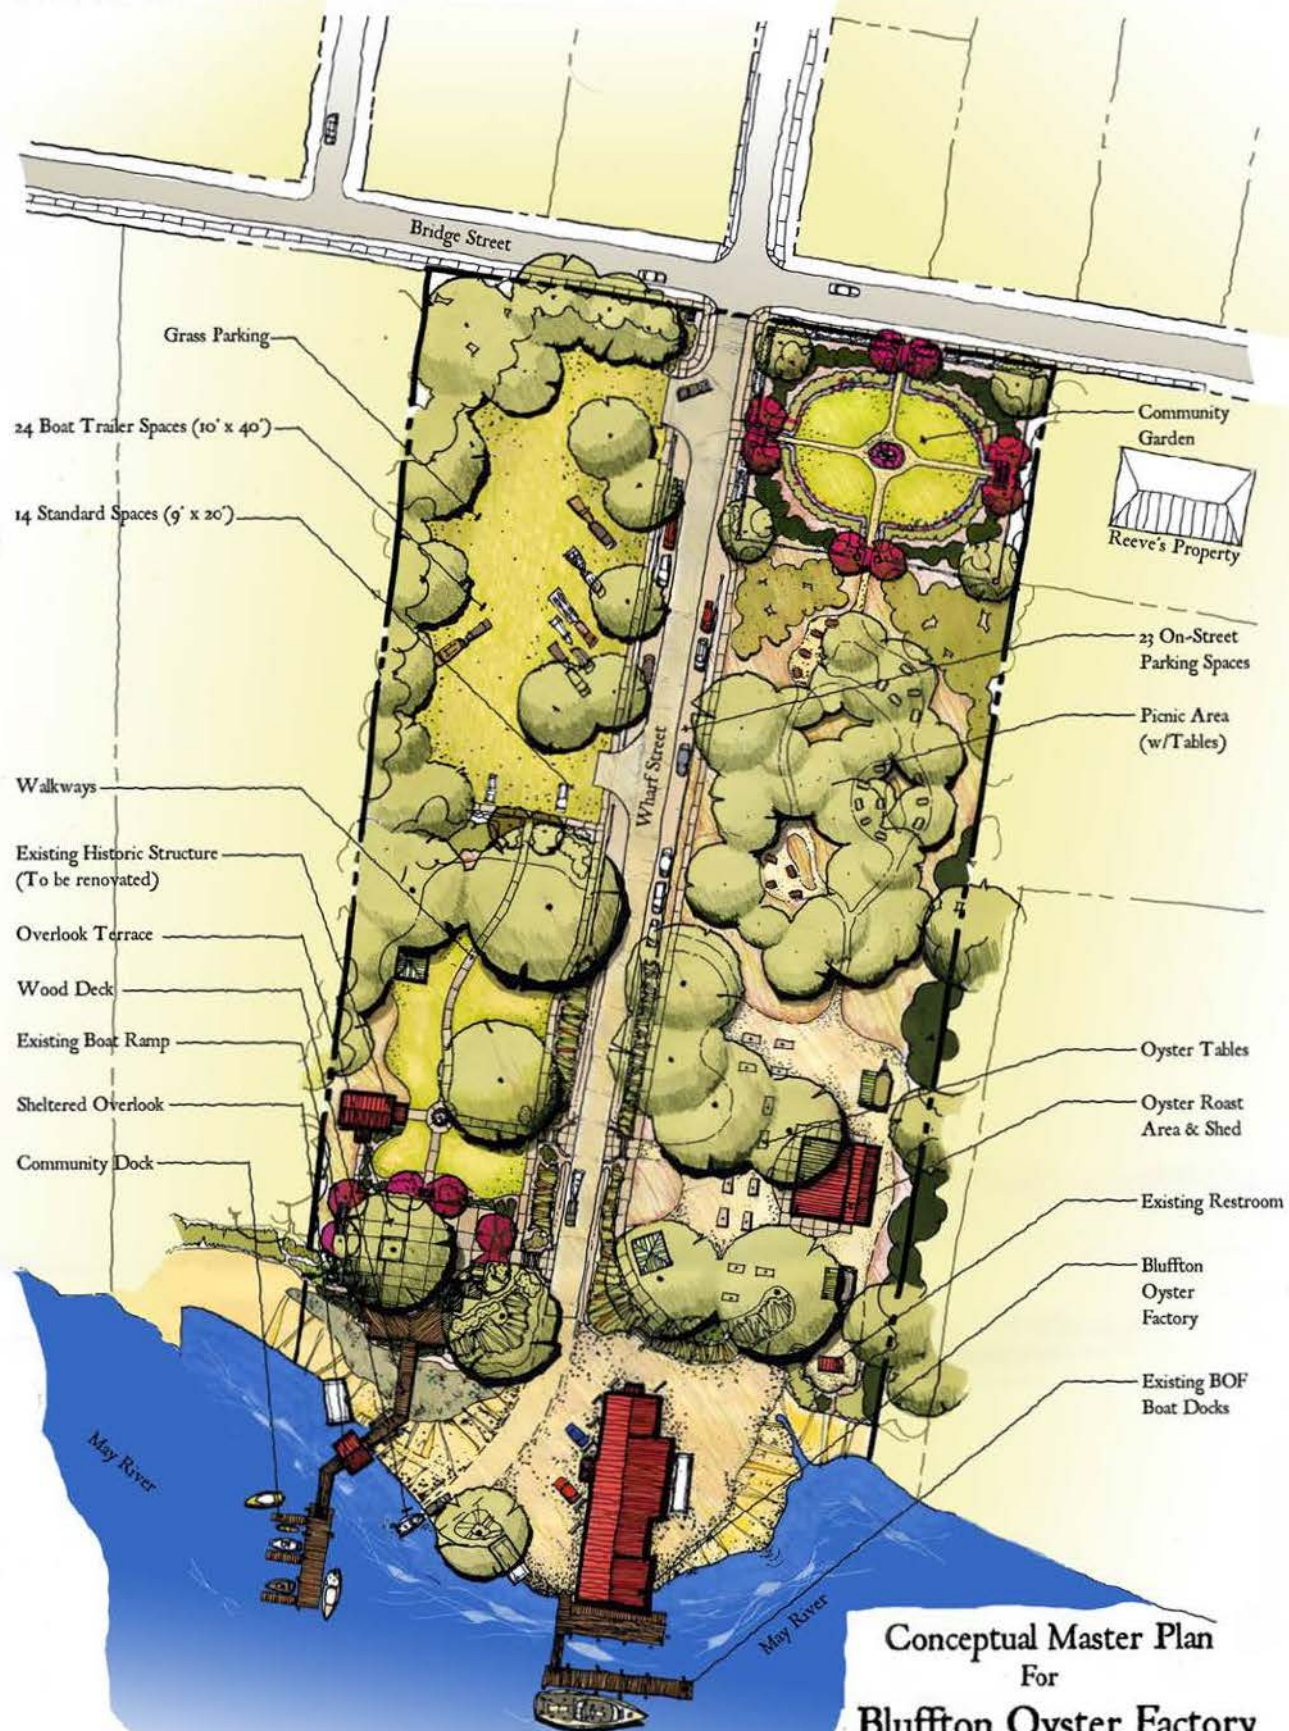 Bridge Street
Grass Parking
24 Boat Trailer Spaces (10' x 40')
14 Standard Spaces (9' x 20')
Walkways
Existing Historic Structure
(To be renovated)
Overlook Terrace
Wood Deck
Existing Boat Ramp
Sheltered Overlook
Community Dock
Wharf Street
Community
Garden
Reeve's Property
23 On-Street
Parking Spaces
Picnic Area
(w/Tables)
Oyster Tables
Oyster Roast
Area & Shed
Existing Restroom
Bluffton
Oyster
Factory
Existing BOF
Boat Docks
May River
May River
Conceptual Master Plan
For
Bluffton Oyster Factory